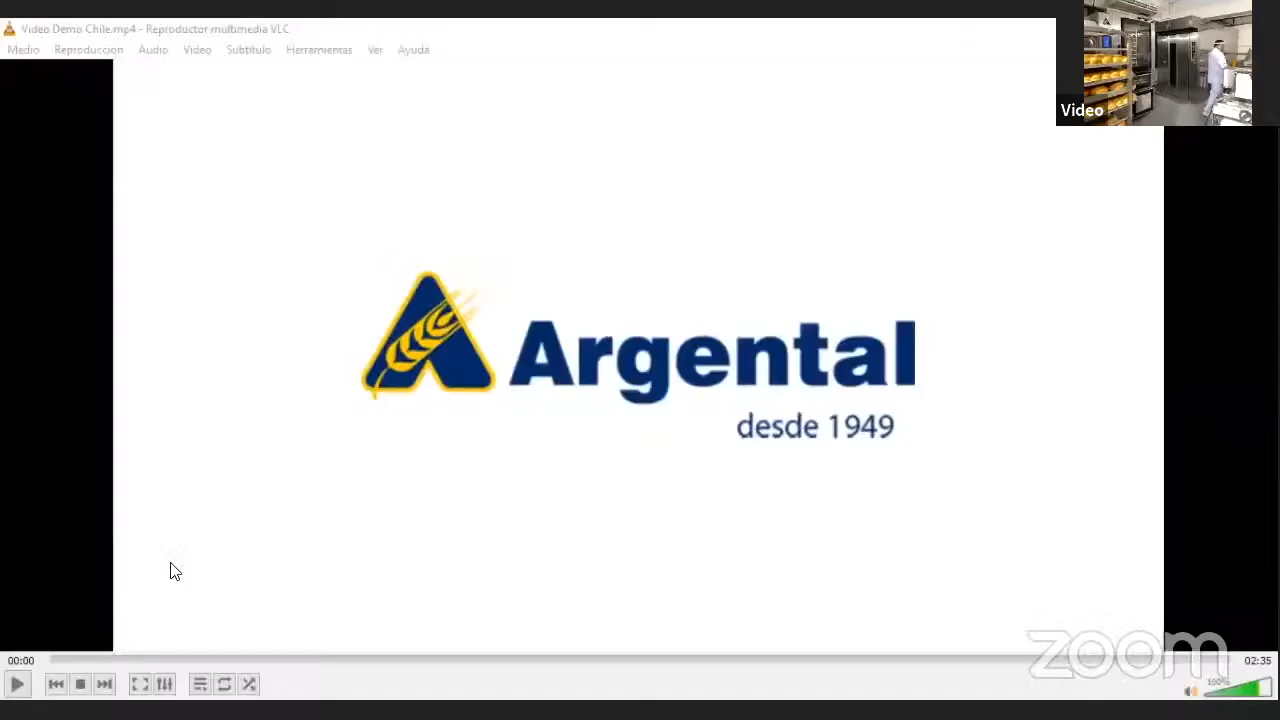 Video Demo Chile.mp4 - Reproductor multimedia VLC
Medio Reproducción Audio Video Subtítulo Herramientas Ver Ayuda
Video
Argental
desde 1949
zoom
00:00
02:35
100%